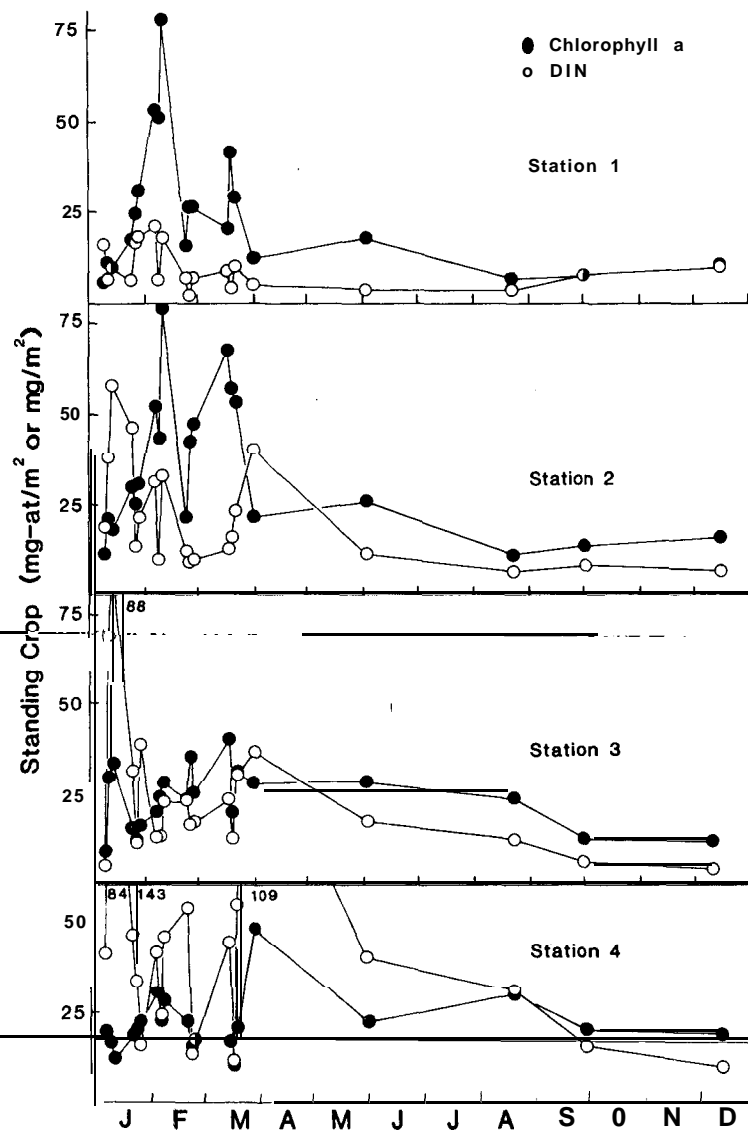 75
50
25
Chlorophyll a
DIN
Station 1
75
50
25
Station 2
Standing Crop (mg-at/m² or mg/m²)
88
75
50
25
Station 3
84 143 109
50
25
Station 4
J F M A M J J A S 0 N D